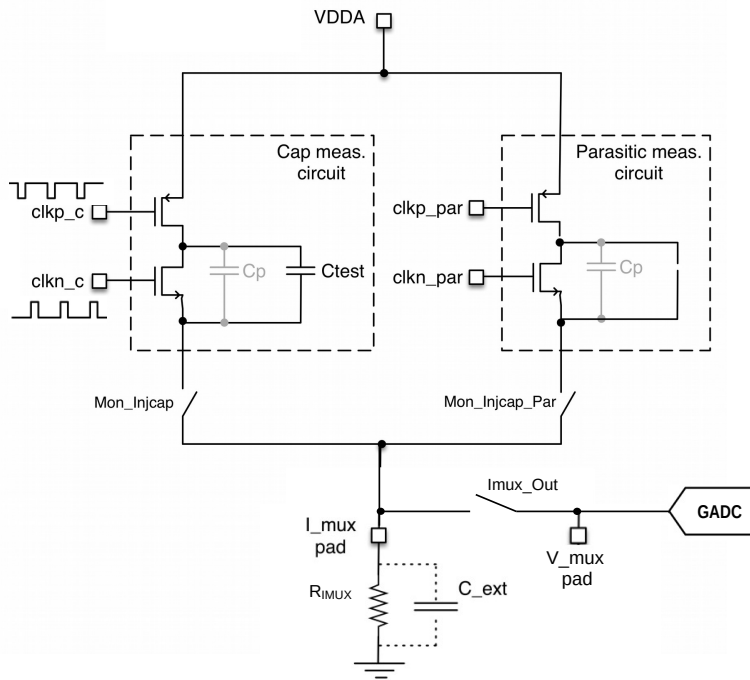 VDDA
Cap meas.
circuit
Parasitic meas.
circuit
clkp_c
clkp_par
clkn_c
Cp
Ctest
clkn_par
Cp
Mon_Injcap
Mon_Injcap_Par
Imux_Out
GADC
I_mux
pad
V_mux
pad
RIMUX
C_ext